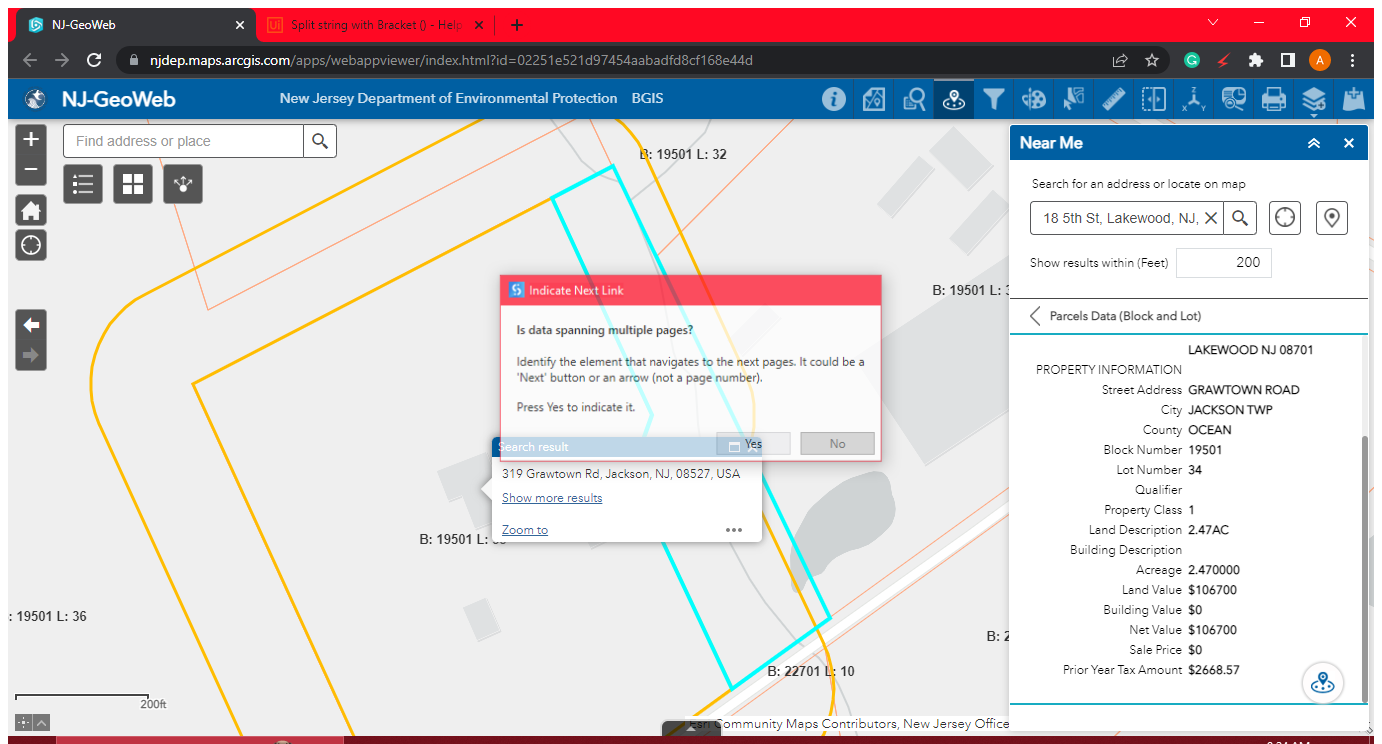 NJ-GeoWeb
Split string with Bracket () - Help
njdep.maps.arcgis.com/apps/webappviewer/index.html?id=02251e521d97454aabadfd8cf168e44d
A
NJ-GeoWeb
New Jersey Department of Environmental Protection BGIS
Find address or place
B: 19501 L: 32
B: 19501 L:
B: 19501 L:
: 19501 L: 36
B:
B: 22701 L: 10
200ft
Esri Community Maps Contributors, New Jersey Office
Indicate Next Link
Is data spanning multiple pages?
Identify the element that navigates to the next pages. It could be a
'Next' button or an arrow (not a page number).
Press Yes to indicate it.
Yes
No
Search result
319 Grawtown Rd, Jackson, NJ, 08527, USA
Show more results
Zoom to
Near Me
Search for an address or locate on map
18 5th St, Lakewood, NJ,
Show results within (Feet) 200
Parcels Data (Block and Lot)
LAKEWOOD NJ 08701
PROPERTY INFORMATION
Street Address GRAWTOWN ROAD
City JACKSON TWP
County OCEAN
Block Number 19501
Lot Number 34
Qualifier
Property Class 1
Land Description 2.47AC
Building Description
Acreage 2.470000
Land Value $106700
Building Value $0
Net Value $106700
Sale Price $0
Prior Year Tax Amount $2668.57